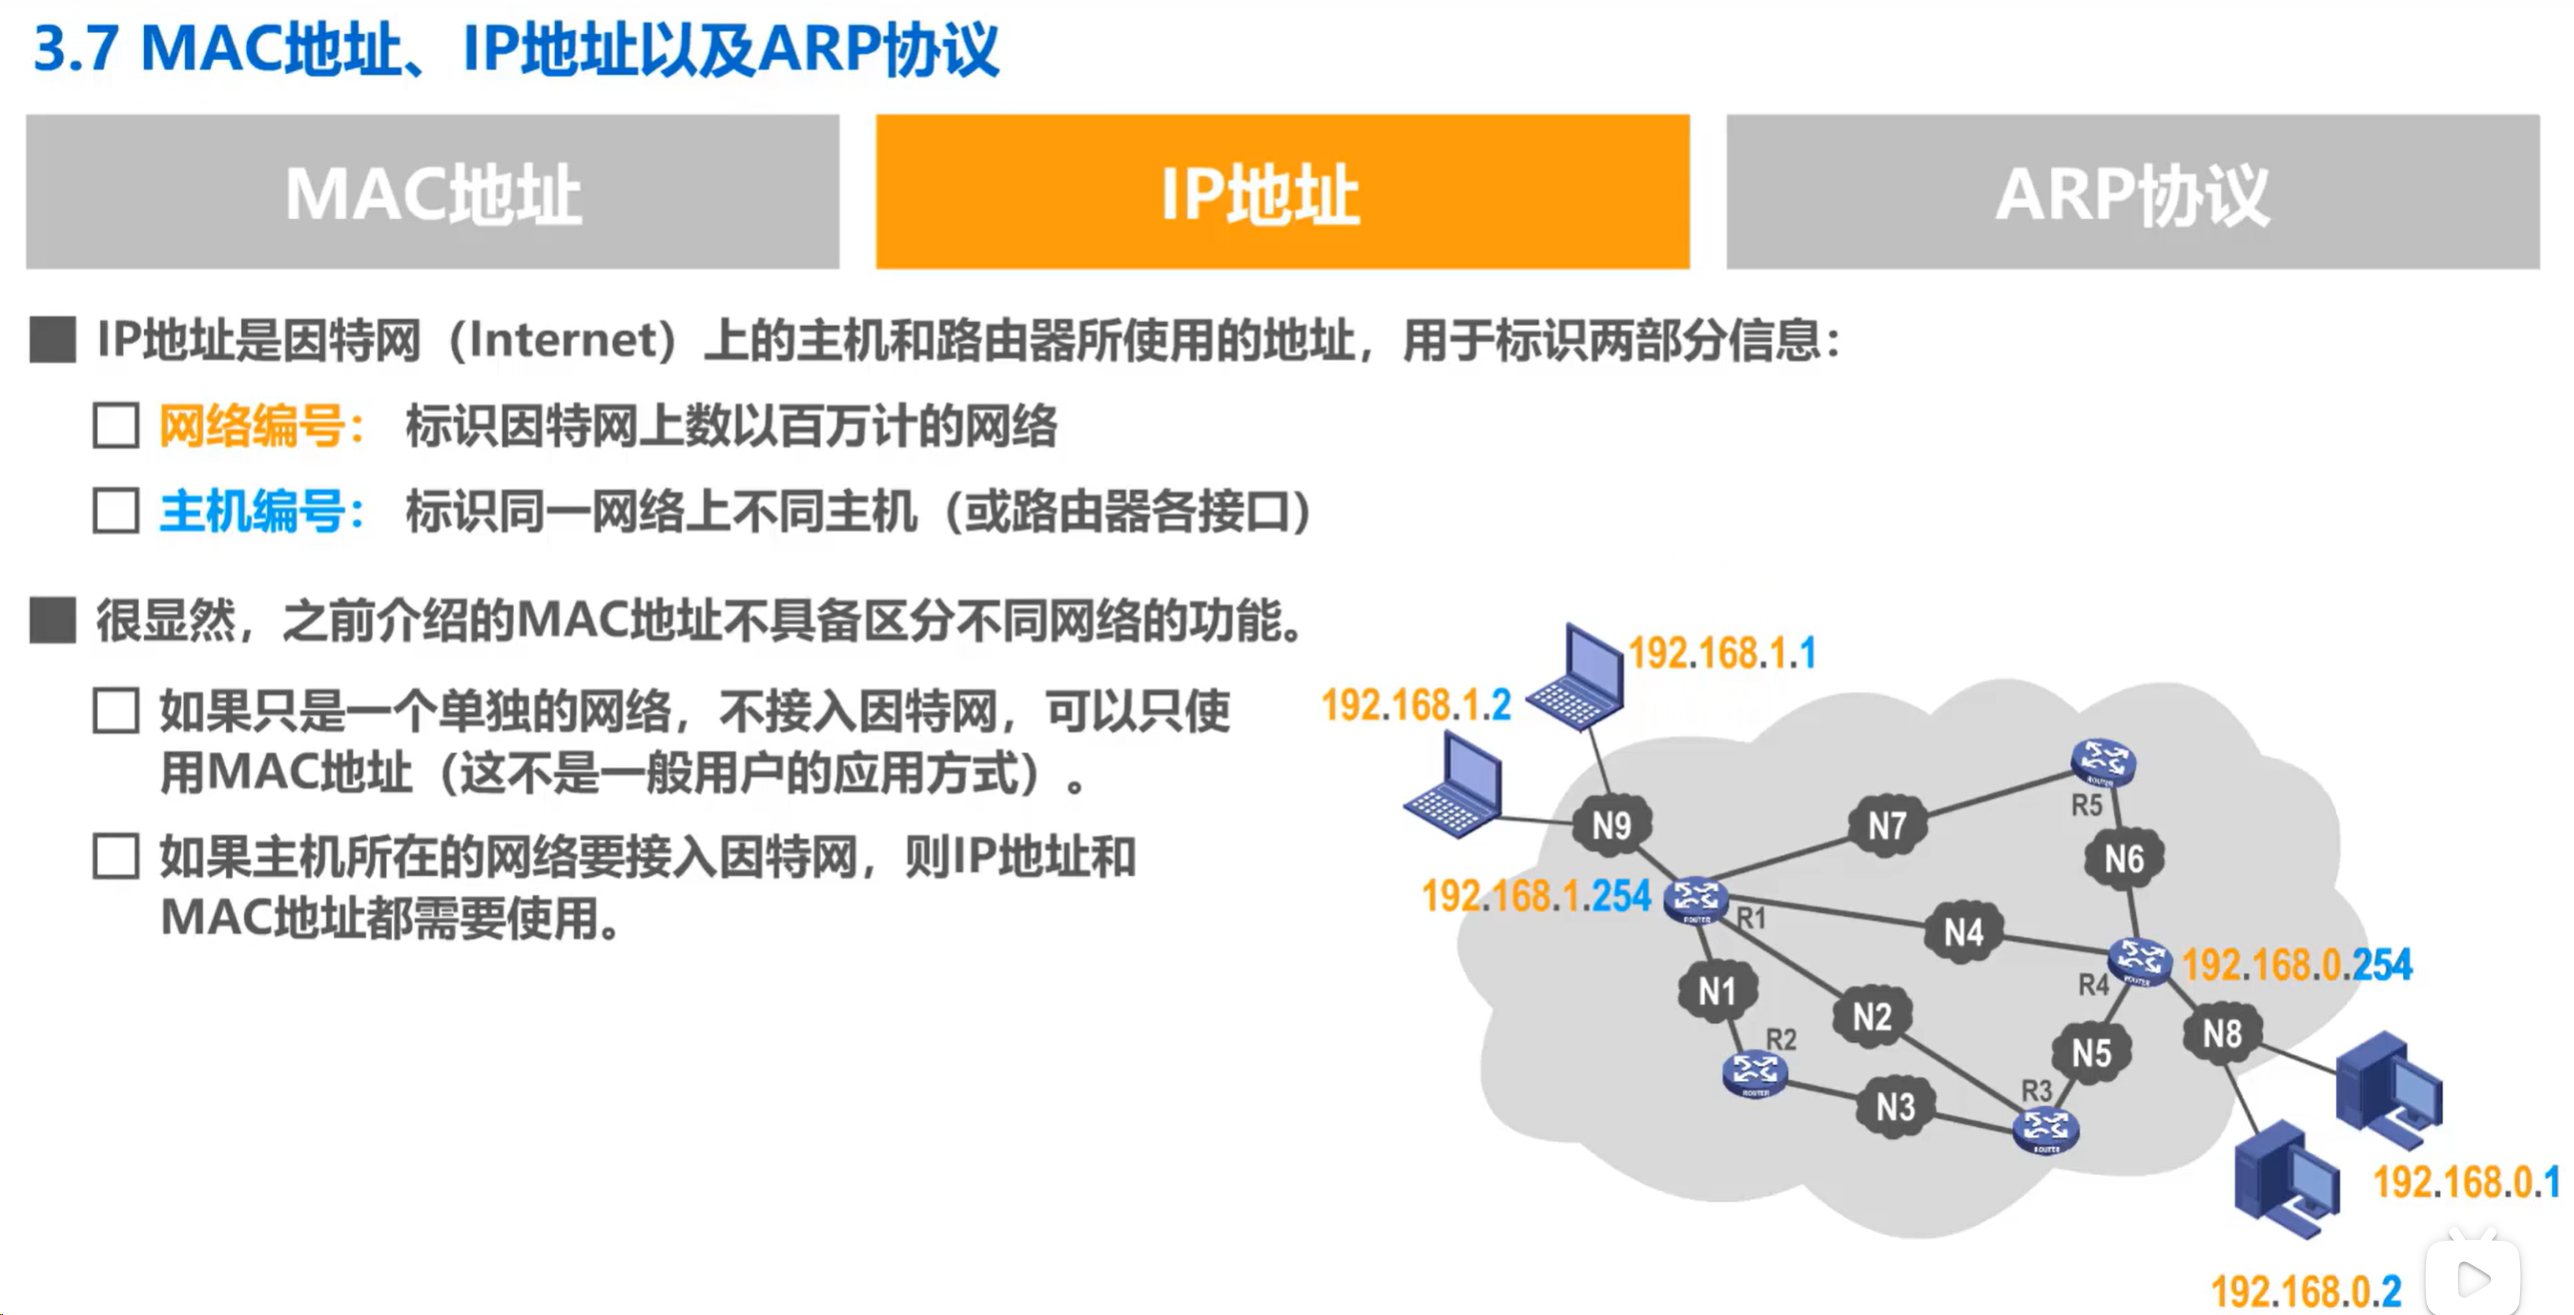 3.7 MAC地址、IP地址以及ARP协议
MAC地址
IP地址
ARP协议
IP地址是因特网（Internet）上的主机和路由器所使用的地址，用于标识两部分信息：
网络编号： 标识因特网上数以百万计的网络
主机编号： 标识同一网络上不同主机（或路由器各接口）
很显然，之前介绍的MAC地址不具备区分不同网络的功能。
如果只是一个单独的网络，不接入因特网，可以只使
用MAC地址（这不是一般用户的应用方式）。
如果主机所在的网络要接入因特网，则IP地址和
MAC地址都需要使用。
192.168.1.1
192.168.1.2
N9
N7
ROUTER
R5
N6
192.168.1.254
ROUTER
R1
N4
192.168.0.254
ROUTER
R4
N1
N2
N8
R2
N5
ROUTER
R3
N3
ROUTER
192.168.0.1
192.168.0.2